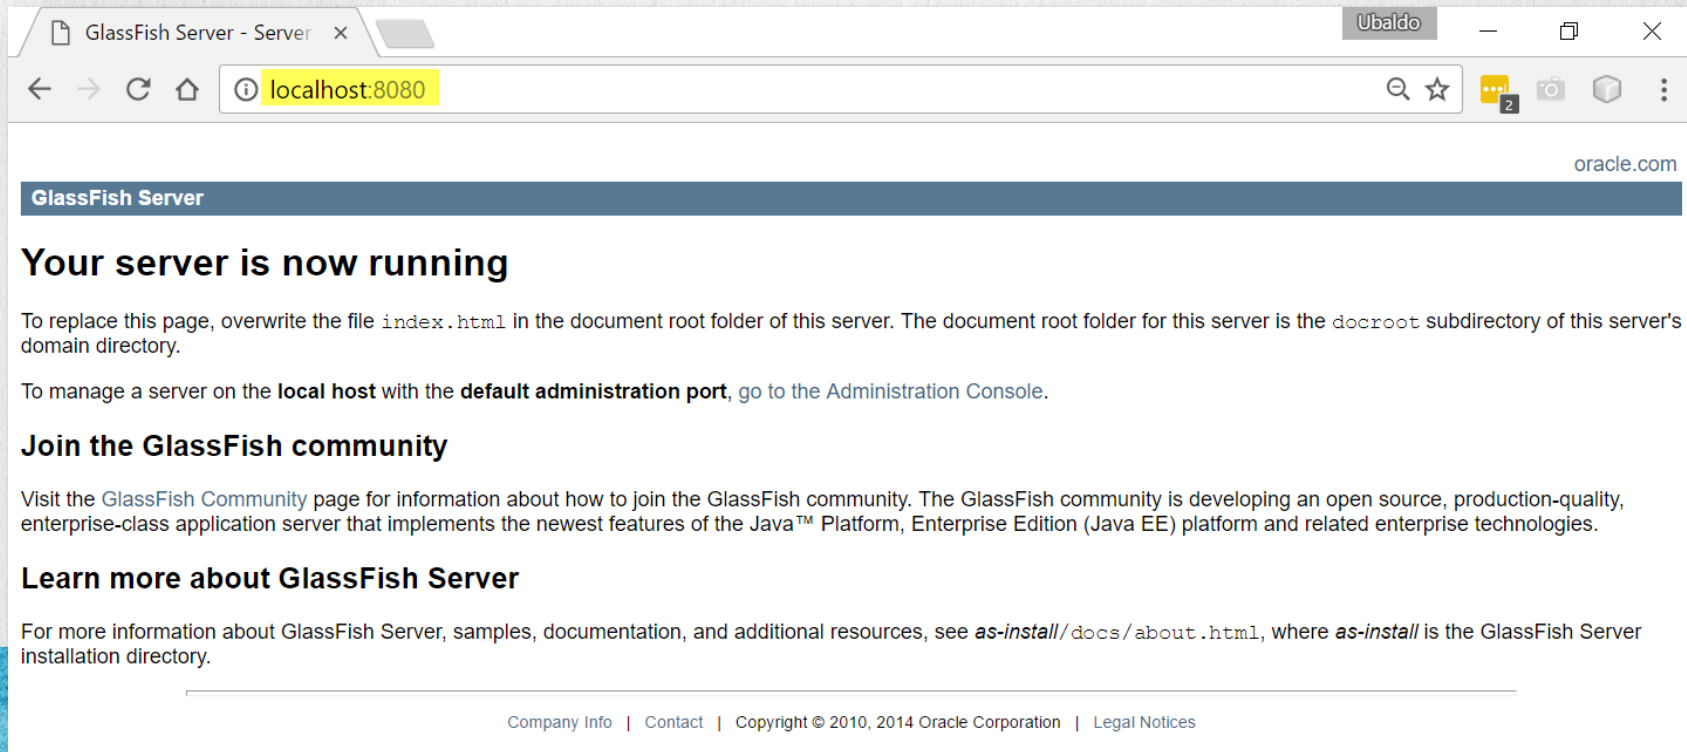 GlassFish Server - Server
Ubaldo
localhost:8080
2
oracle.com
GlassFish Server
Your server is now running
To replace this page, overwrite the file index.html in the document root folder of this server. The document root folder for this server is the docroot subdirectory of this server's
domain directory.
To manage a server on the local host with the default administration port, go to the Administration Console.
Join the GlassFish community
Visit the GlassFish Community page for information about how to join the GlassFish community. The GlassFish community is developing an open source, production-quality,
enterprise-class application server that implements the newest features of the Java™ Platform, Enterprise Edition (Java EE) platform and related enterprise technologies.
Learn more about GlassFish Server
For more information about GlassFish Server, samples, documentation, and additional resources, see as-install/docs/about.html, where as-install is the GlassFish Server
installation directory.
Company Info | Contact | Copyright © 2010, 2014 Oracle Corporation | Legal Notices